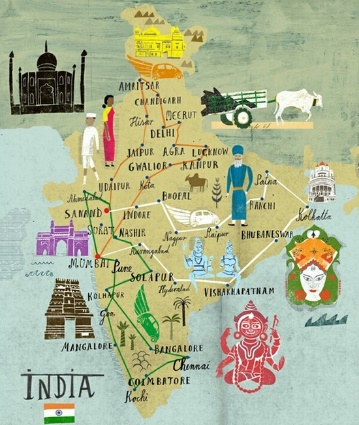 AMRITSAR
CHANDIGARH
Hisar MEERUT
DELHI
JAIPUR AGRA LUCKNOW
GWALIOR KANPUR
UDAIPUR Kota
Patna
Ahmedabad BHOPAL
RANCHI
SANAND INDORE
Kolkatta
SURAT NASHIK
Nagpur Raipur BHUBANESWAR
Aurangabad
MUMBAI Pune
SOLAPUR
Hyderabad VISHAKHAPATNAM
KOLHAPUR
Goa
MANGALORE BANGALORE
Chennai
COIMBATORE
Kochi
INDIA